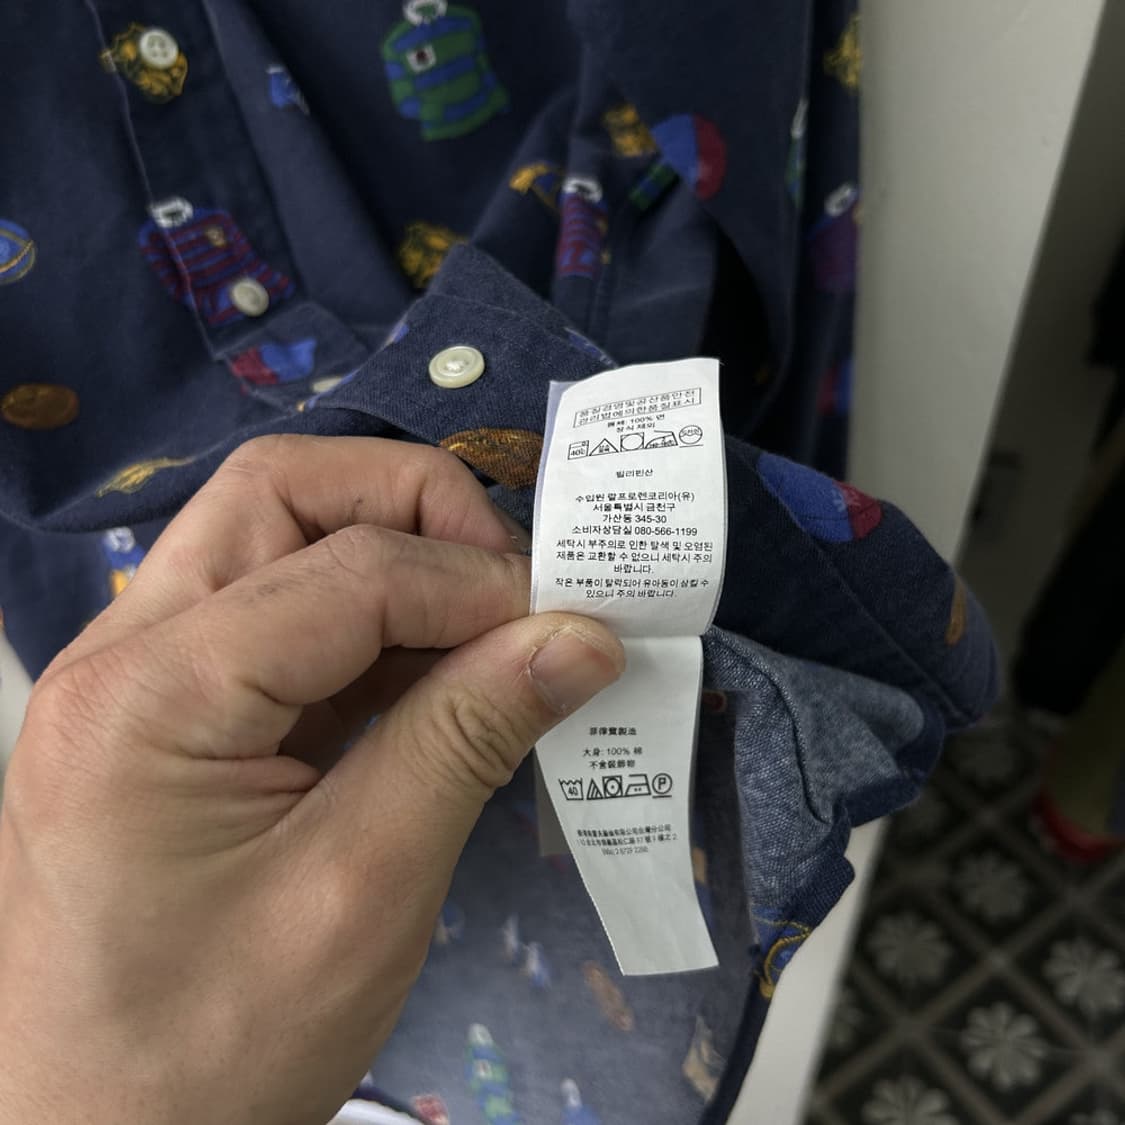 품질경영및공산품안전
관리법에의한품질표시
몸체: 100% 면
장식 제외
40℃
필리핀산
수입원 랄프로렌코리아(유)
서울특별시 금천구
가산동 345-30
소비자상담실 080-566-1199
세탁시 부주의로 인한 탈색 및 오염된
제품은 교환할 수 없으니 세탁시 주의
바랍니다.
작은 부품이 탈락되어 유아동이 삼킬 수
있으니 주의 바랍니다.
菲律賓製造
大身: 100% 棉
不含裝飾物
40 P